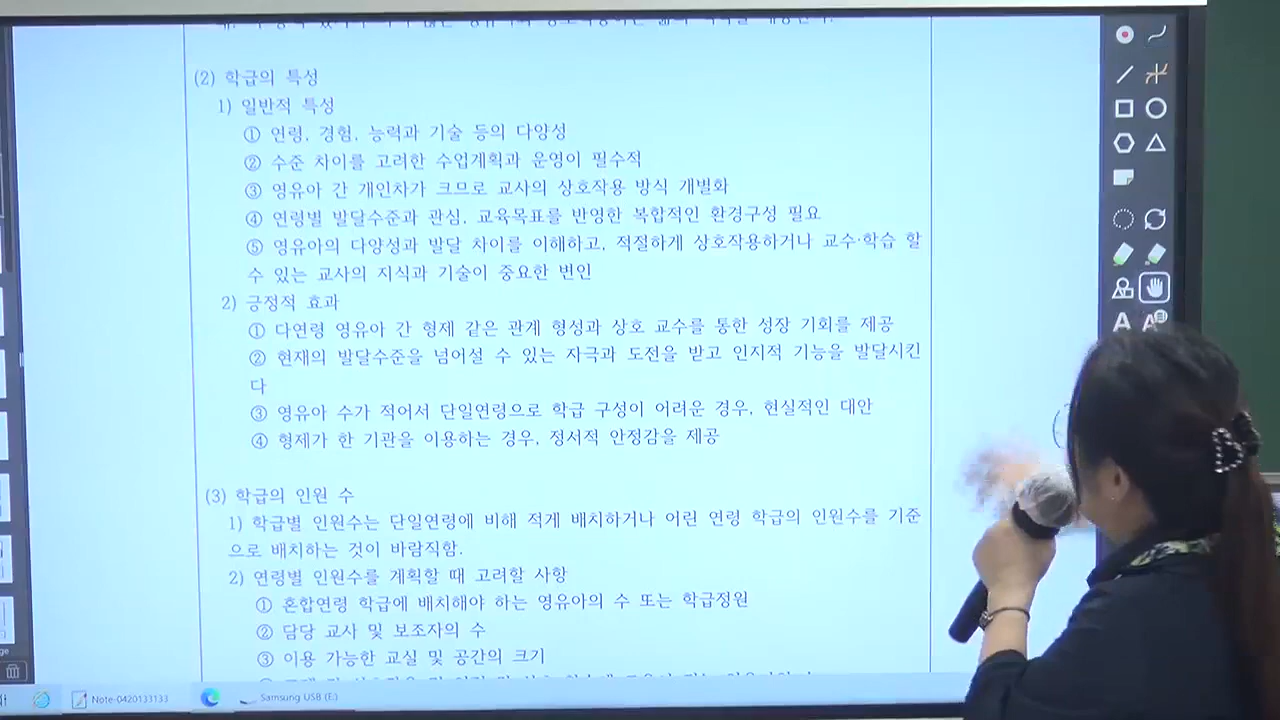 (2) 학급의 특성
1) 일반적 특성
① 연령, 경험, 능력과 기술 등의 다양성
② 수준 차이를 고려한 수업계획과 운영이 필수적
③ 영유아 간 개인차가 크므로 교사의 상호작용 방식 개별화
④ 연령별 발달수준과 관심, 교육목표를 반영한 복합적인 환경구성 필요
⑤ 영유아의 다양성과 발달 차이를 이해하고, 적절하게 상호작용하거나 교수·학습 할
수 있는 교사의 지식과 기술이 중요한 변인
2) 긍정적 효과
① 다연령 영유아 간 형제 같은 관계 형성과 상호 교수를 통한 성장 기회를 제공
② 현재의 발달수준을 넘어설 수 있는 자극과 도전을 받고 인지적 기능을 발달시킨
다
③ 영유아 수가 적어서 단일연령으로 학급 구성이 어려운 경우, 현실적인 대안
④ 형제가 한 기관을 이용하는 경우, 정서적 안정감을 제공
(3) 학급의 인원 수
1) 학급별 인원수는 단일연령에 비해 적게 배치하거나 어린 연령 학급의 인원수를 기준
으로 배치하는 것이 바람직함.
2) 연령별 인원수를 계획할 때 고려할 사항
① 혼합연령 학급에 배치해야 하는 영유아의 수 또는 학급정원
② 담당 교사 및 보조자의 수
③ 이용 가능한 교실 및 공간의 크기
Note-0420133133
Samsung USB (E:)
A A